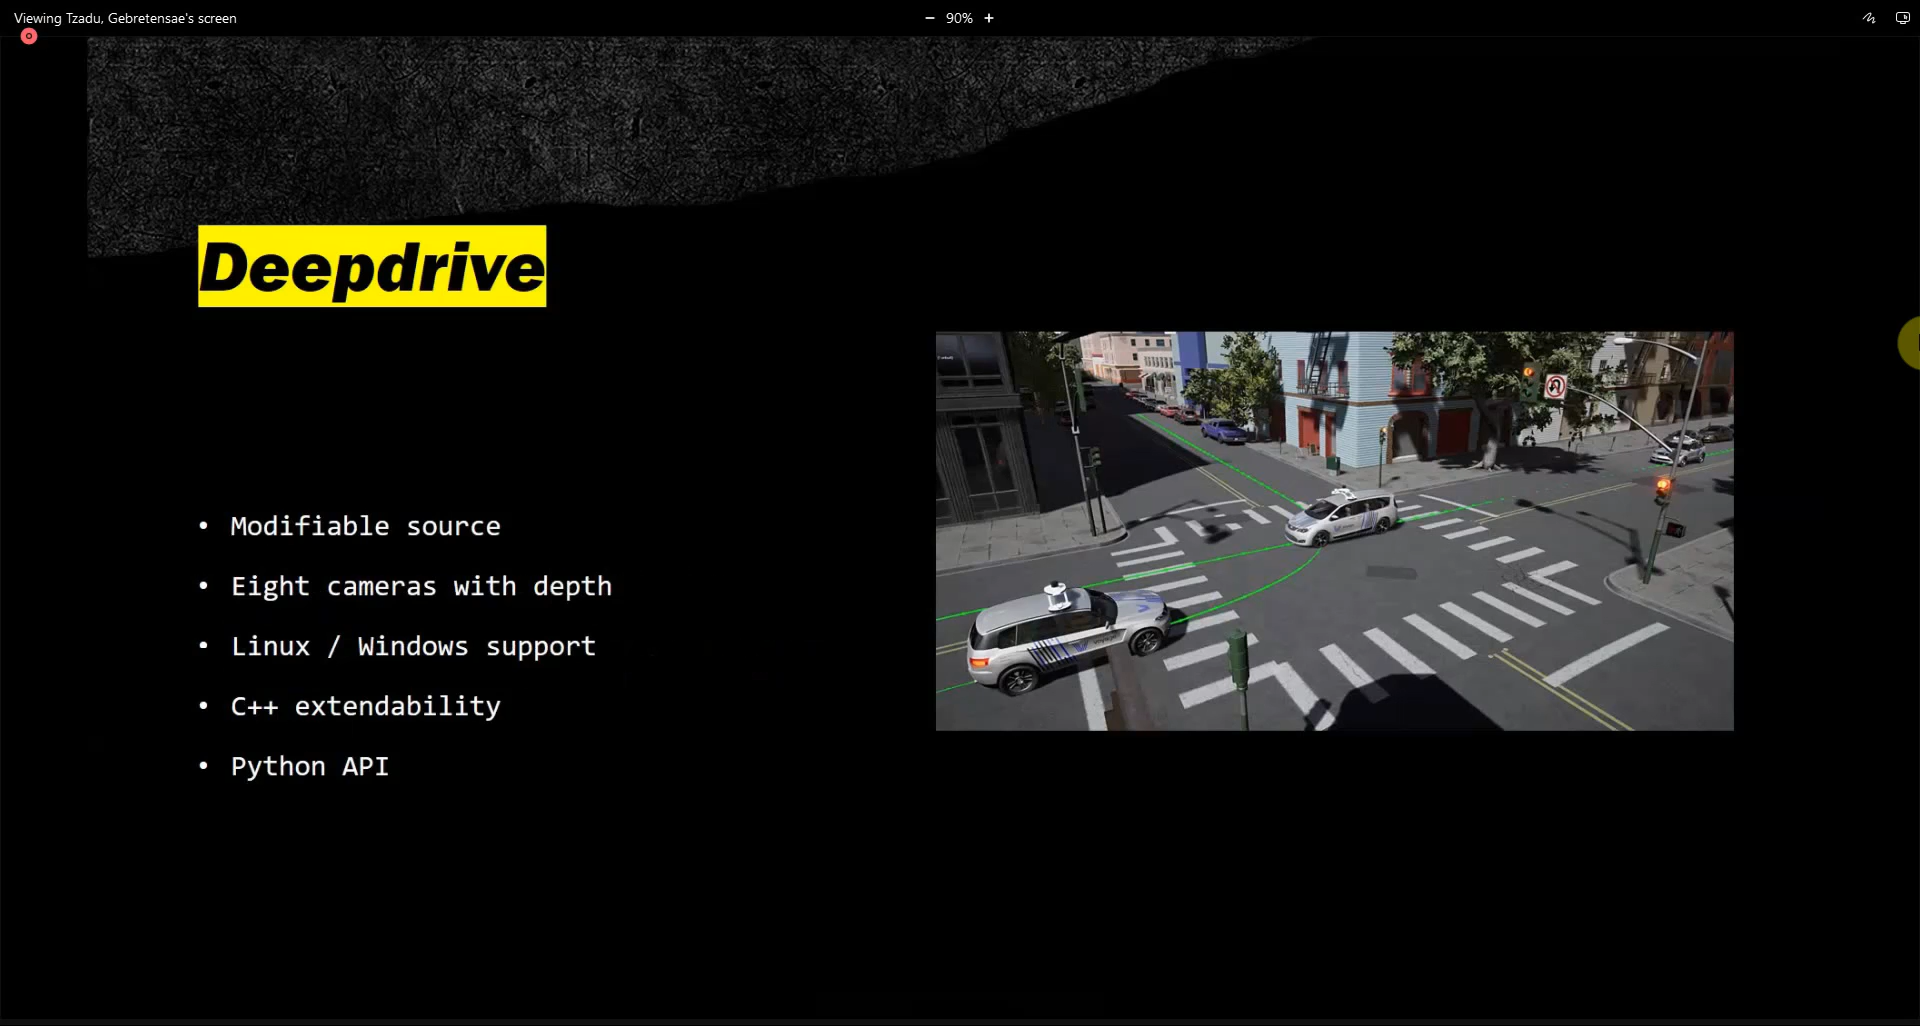 Viewing Tzadu, Gebretensae's screen
90%
Deepdrive
• Modifiable source
• Eight cameras with depth
• Linux / Windows support
• C++ extendability
• Python API